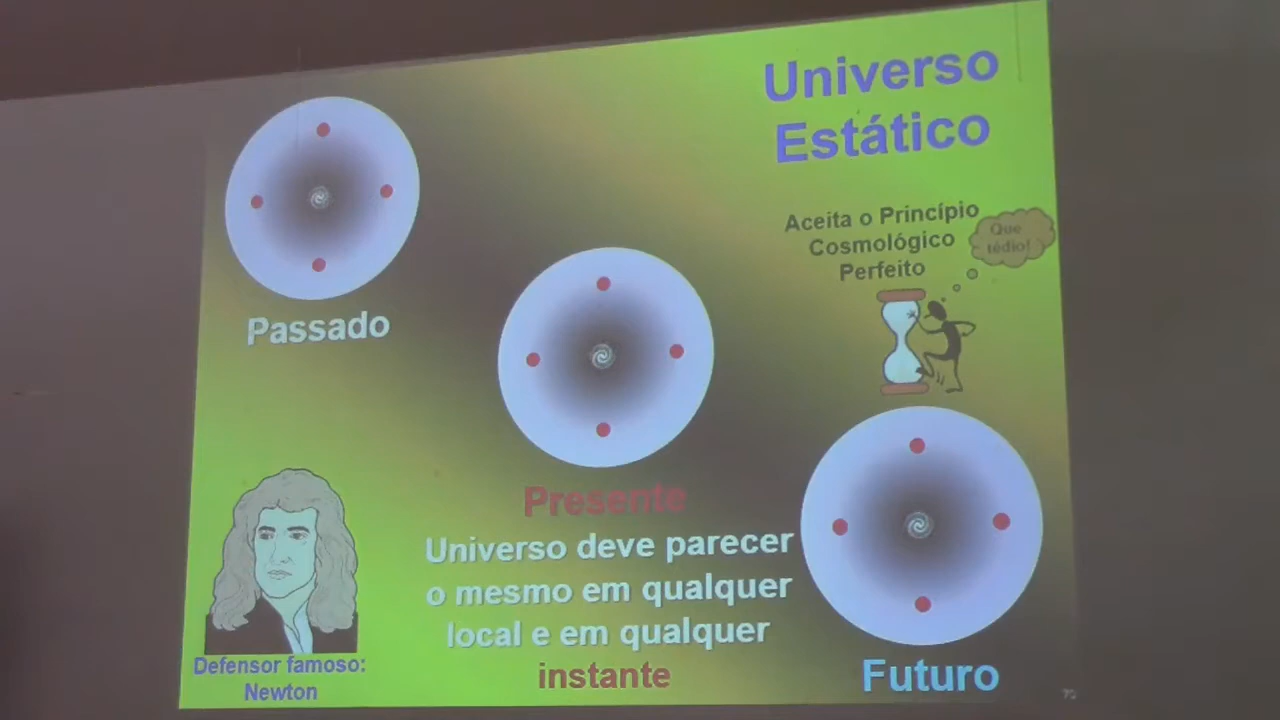 Universo
Estático
Aceita o Princípio
Cosmológico
Perfeito
Que
tédio!
Passado
Presente
Universo deve parecer
o mesmo em qualquer
local e em qualquer
instante
Defensor famoso:
Newton
Futuro